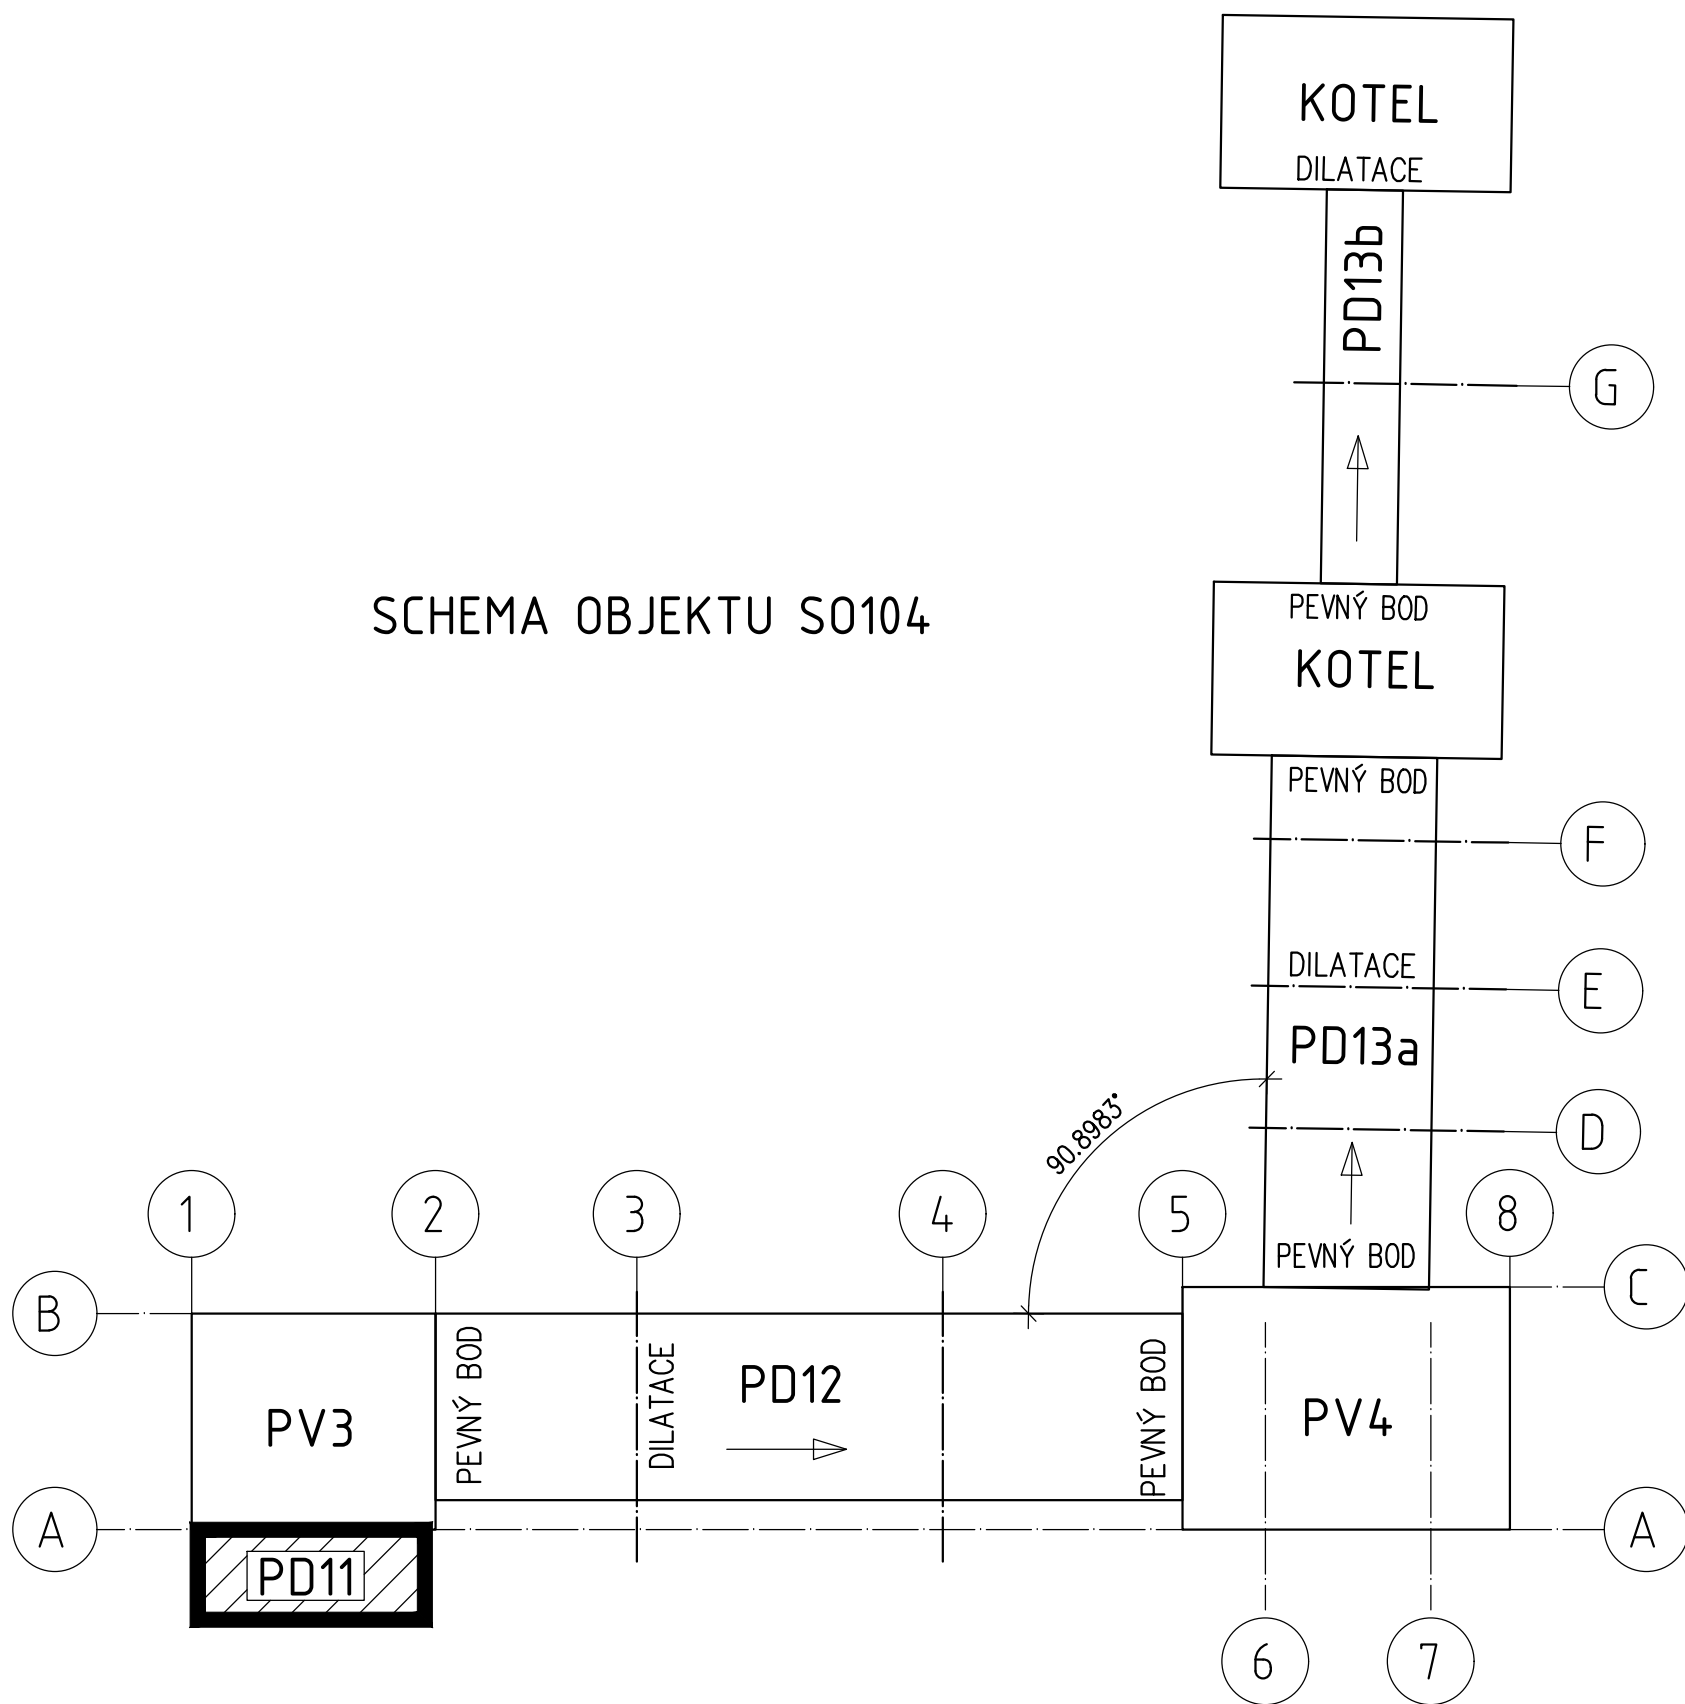 KOTEL
DILATACE
PD13b
G
SCHEMA OBJEKTU SO104
PEVNÝ BOD
KOTEL
PEVNÝ BOD
F
DILATACE
E
PD13a
90.8983°
D
1
2
3
4
5
8
PEVNÝ BOD
B
C
PEVNÝ BOD
DILATACE
PD12
PEVNÝ BOD
PV3
PV4
A
A
PD11
6
7